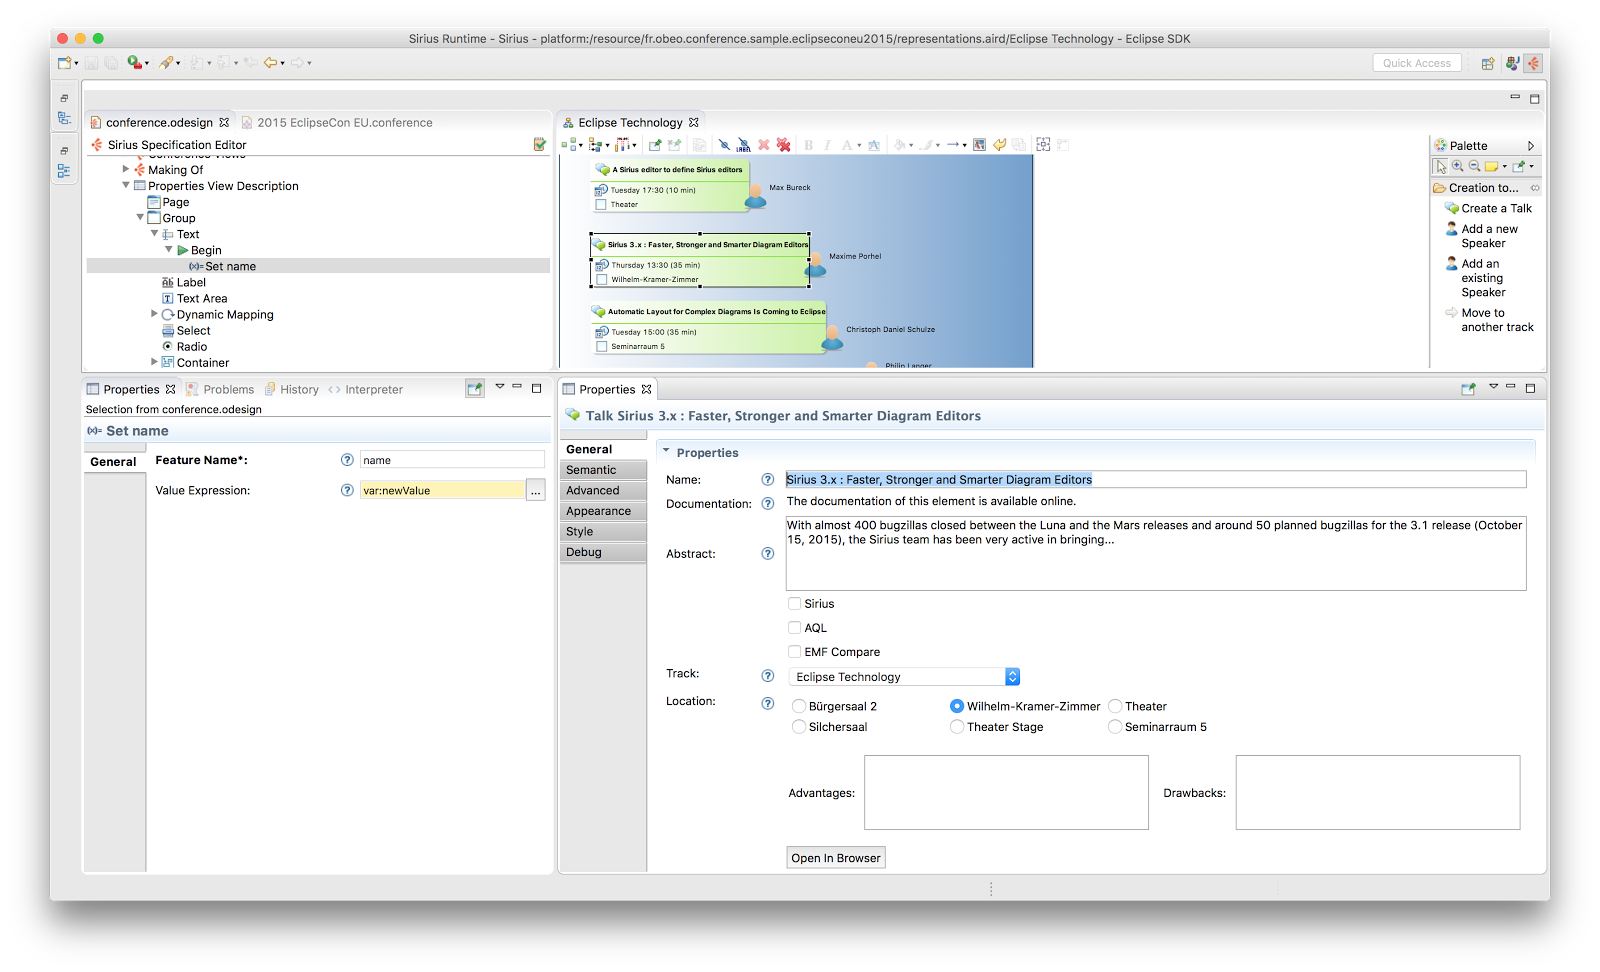 Sirius Runtime - Sirius - platform:/resource/fr.obeo.conference.sample.eclipseconeu2015/representations.aird/Eclipse Technology - Eclipse SDK
Quick Access
conference.odesign
2015 EclipseCon EU.conference
Sirius Specification Editor
Conference Views
Making Of
Properties View Description
Page
Group
Text
Begin
(x)= Set name
Label
Text Area
Dynamic Mapping
Select
Radio
Container
Eclipse Technology
A Sirius editor to define Sirius editors
Tuesday 17:30 (10 min)
Theater
Max Bureck
Sirius 3.x : Faster, Stronger and Smarter Diagram Editors
Thursday 13:30 (35 min)
Wilhelm-Kramer-Zimmer
Maxime Porhel
Automatic Layout for Complex Diagrams Is Coming to Eclipse
Tuesday 15:00 (35 min)
Seminarraum 5
Christoph Daniel Schulze
Philip Langer
Palette
Creation to...
Create a Talk
Add a new
Speaker
Add an
existing
Speaker
Move to
another track
Properties
Problems
History
Interpreter
Selection from conference.odesign
(x)= Set name
General
Feature Name*:
name
Value Expression:
var:newValue
...
Properties
Talk Sirius 3.x : Faster, Stronger and Smarter Diagram Editors
General
Semantic
Advanced
Appearance
Style
Debug
Properties
Name:
Sirius 3.x : Faster, Stronger and Smarter Diagram Editors
Documentation:
The documentation of this element is available online.
Abstract:
With almost 400 bugzillas closed between the Luna and the Mars releases and around 50 planned bugzillas for the 3.1 release (October
15, 2015), the Sirius team has been very active in bringing...
Sirius
AQL
EMF Compare
Track:
Eclipse Technology
Location:
Bürgersaal 2
Wilhelm-Kramer-Zimmer
Theater
Silchersaal
Theater Stage
Seminarraum 5
Advantages:
Drawbacks:
Open In Browser